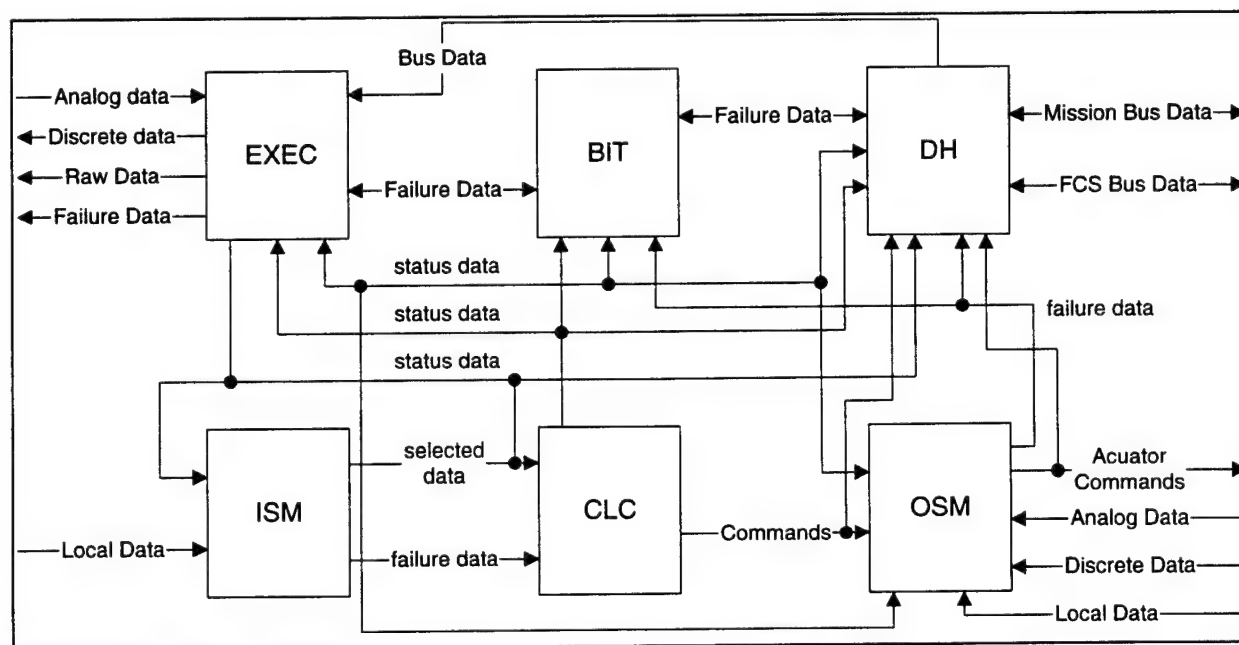 Bus Data
Analog data
Discrete data
Raw Data
Failure Data
EXEC
Failure Data
BIT
Failure Data
DH
Mission Bus Data
FCS Bus Data
status data
status data
status data
failure data
ISM
selected
data
failure data
CLC
Commands
OSM
Acuator
Commands
Analog Data
Discrete Data
Local Data
Local Data